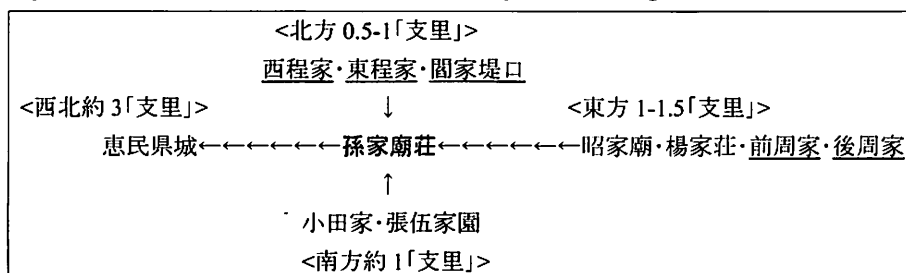 <北方 0.5-1「支里」>
西程家·東程家·閻家堤口
<西北約 3「支里」> ↓ <東方 1-1.5「支里」>
恵民県城←←←←←←孫家廟荘←←←←←←昭家廟·楊家荘·前周家·後周家
↑
小田家·張伍家園
<南方約 1「支里」>